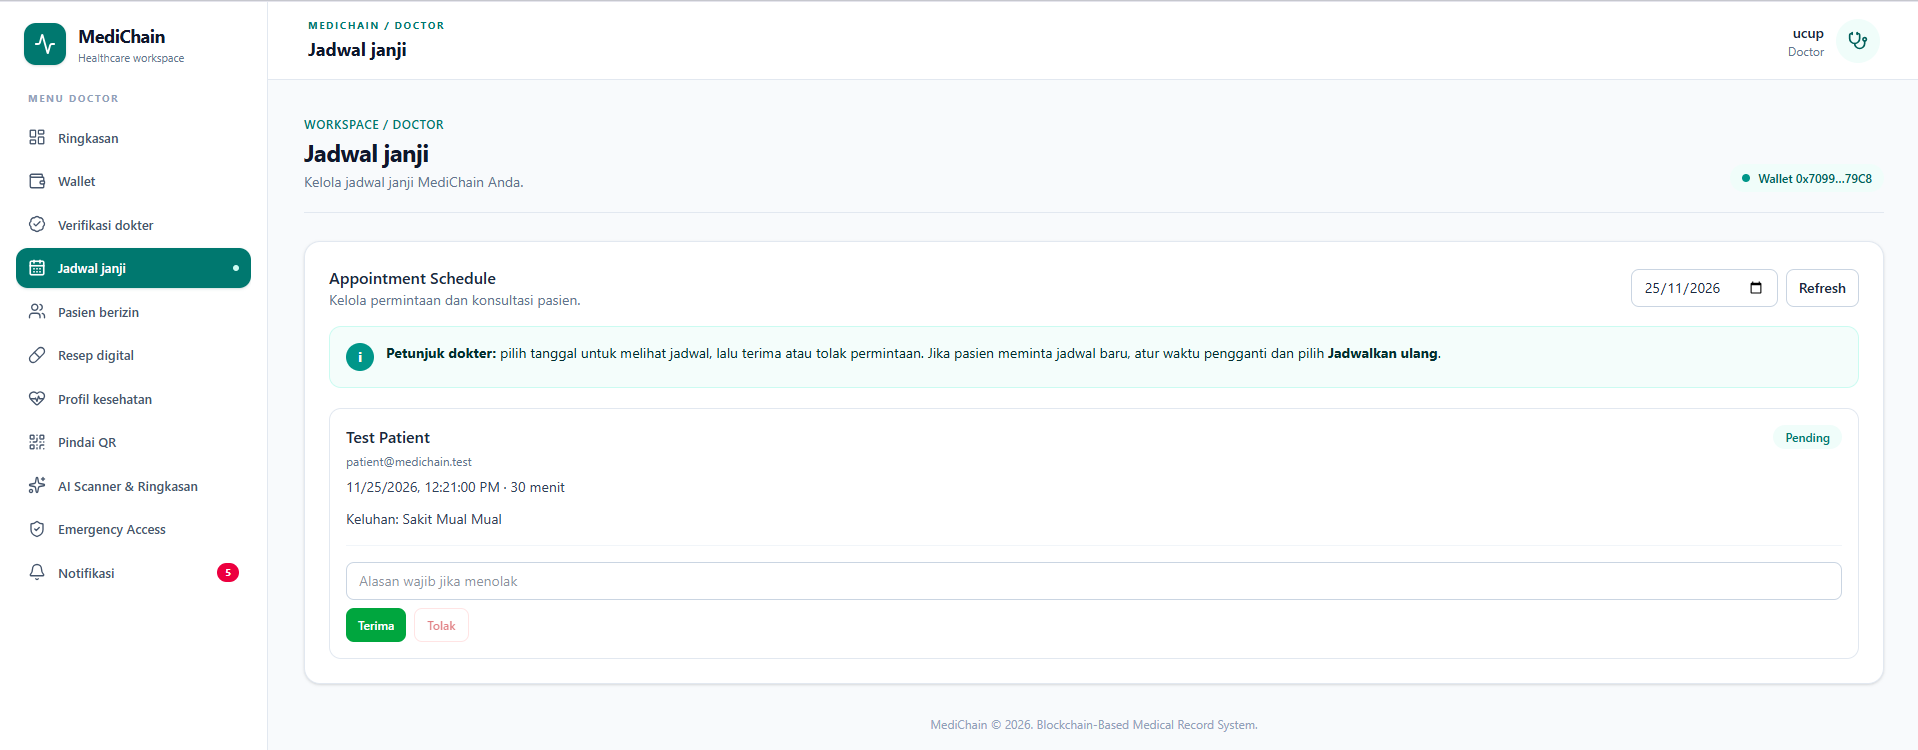 MediChain
Healthcare workspace
MENU DOCTOR
Ringkasan
Wallet
Verifikasi dokter
Jadwal janji
Pasien berizin
Resep digital
Profil kesehatan
Pindai QR
AI Scanner & Ringkasan
Emergency Access
Notifikasi 5
MEDICHAIN / DOCTOR
Jadwal janji
ucup
Doctor
WORKSPACE / DOCTOR
Jadwal janji
Kelola jadwal janji MediChain Anda.
Wallet 0x7099...79C8
Appointment Schedule
Kelola permintaan dan konsultasi pasien.
25/11/2026
Refresh
i
Petunjuk dokter: pilih tanggal untuk melihat jadwal, lalu terima atau tolak permintaan. Jika pasien meminta jadwal baru, atur waktu pengganti dan pilih Jadwalkan ulang.
Test Patient
Pending
patient@medichain.test
11/25/2026, 12:21:00 PM · 30 menit
Keluhan: Sakit Mual Mual
Alasan wajib jika menolak
Terima
Tolak
MediChain © 2026. Blockchain-Based Medical Record System.